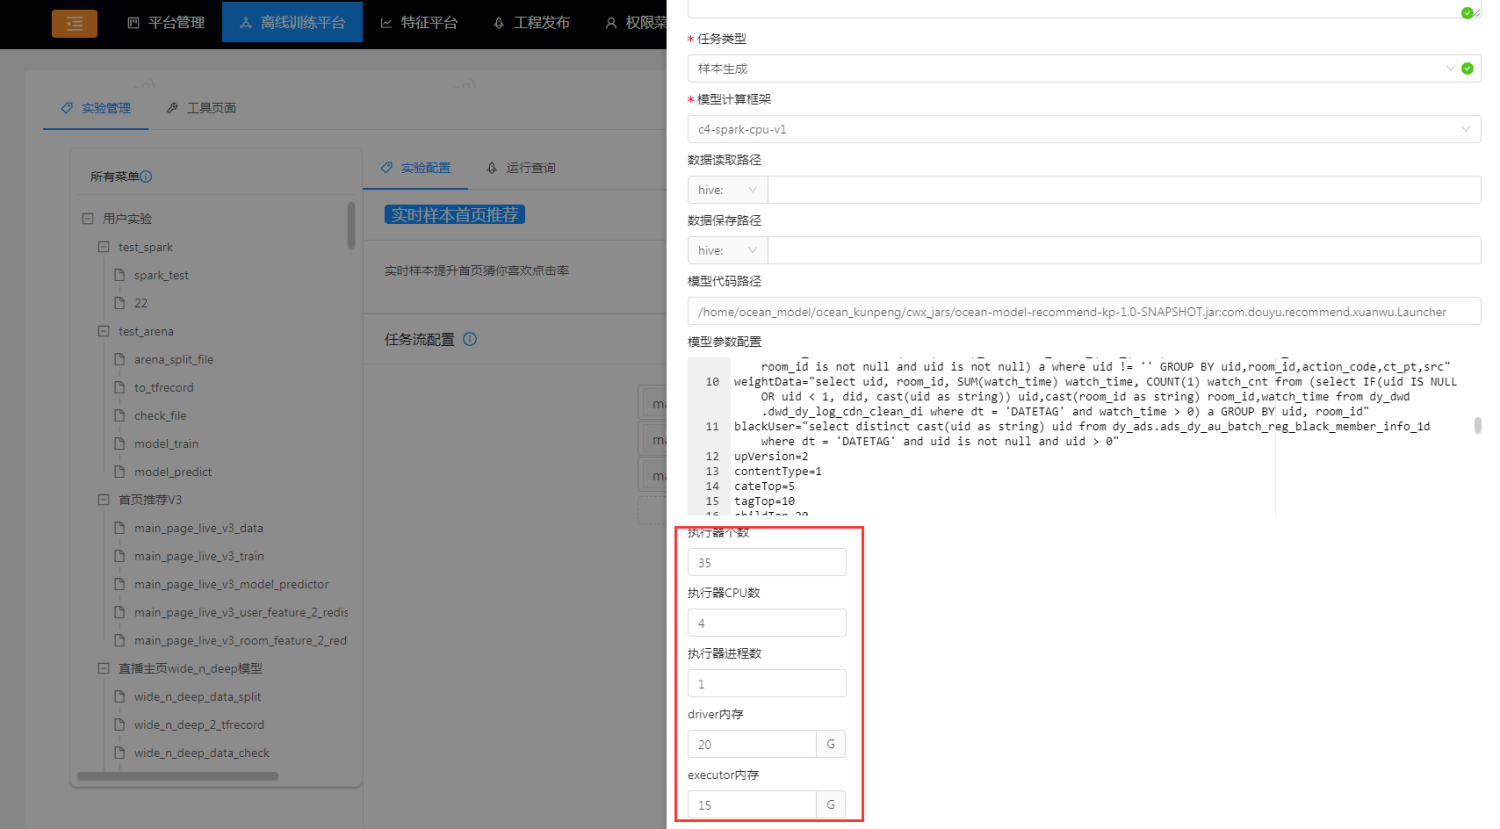 平台管理
离线训练平台
特征平台
工程发布
权限菜
实验管理
工具页面
所有菜单
用户实验
test_spark
spark_test
22
test_arena
arena_split_file
to_tfrecord
check_file
model_train
model_predict
首页推荐V3
main_page_live_v3_data
main_page_live_v3_train
main_page_live_v3_model_predictor
main_page_live_v3_user_feature_2_redis
main_page_live_v3_room_feature_2_red
直播主页wide_n_deep模型
wide_n_deep_data_split
wide_n_deep_2_tfrecord
wide_n_deep_data_check
实验配置
运行查询
实时样本首页推荐
实时样本提升首页猜你喜欢点击率
任务流配置
ma
ma
ma
* 任务类型
样本生成
* 模型计算框架
c4-spark-cpu-v1
数据读取路径
hive:
数据保存路径
hive:
模型代码路径
/home/ocean_model/ocean_kunpeng/cwx_jars/ocean-model-recommend-kp-1.0-SNAPSHOT.jar:com.douyu.recommend.xuanwu.Launcher
模型参数配置
room_id is not null and uid is not null) a where uid != '' GROUP BY uid,room_id,action_code,ct_pt,src"
10 weightData="select uid, room_id, SUM(watch_time) watch_time, COUNT(1) watch_cnt from (select IF(uid IS NULL
OR uid < 1, did, cast(uid as string)) uid,cast(room_id as string) room_id,watch_time from dy_dwd
.dwd_dy_log_cdn_clean_di where dt = 'DATETAG' and watch_time > 0) a GROUP BY uid, room_id"
11 blackUser="select distinct cast(uid as string) uid from dy_ads.ads_dy_au_batch_reg_black_member_info_1d
where dt = 'DATETAG' and uid is not null and uid > 0"
12 upVersion=2
13 contentType=1
14 cateTop=5
15 tagTop=10
16 childTop=20
执行器个数
35
执行器CPU数
4
执行器进程数
1
driver内存
20 G
executor内存
15 G